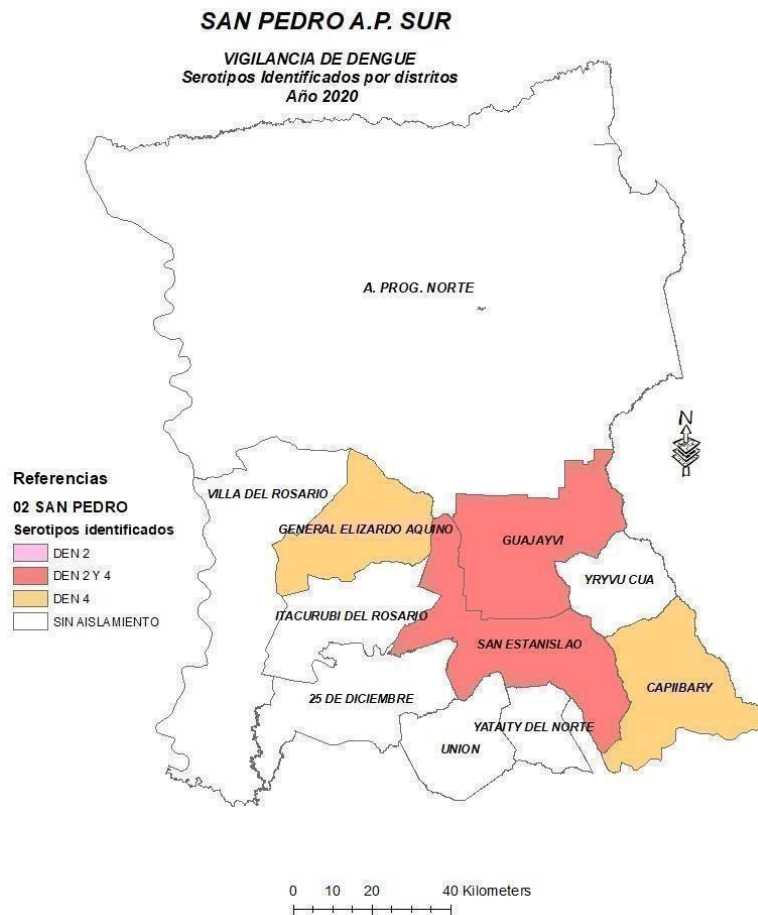 SAN PEDRO A.P. SUR
VIGILANCIA DE DENGUE
Serotipos Identificados por distritos
Año 2020
A. PROG. NORTE
N
Referencias
02 SAN PEDRO
Serotipos identificados
DEN 2
DEN 2 Y 4
DEN 4
SIN AISLAMIENTO
VILLA DEL ROSARIO
GENERAL ELIZARDO AQUINO
GUAJAYVI
YRYVU CUA
ITACURUBI DEL ROSARIO
SAN ESTANISLAO
CAPIIBARY
25 DE DICIEMBRE
YATAITY DEL NORTE
UNION
0 10 20 40 Kilometers